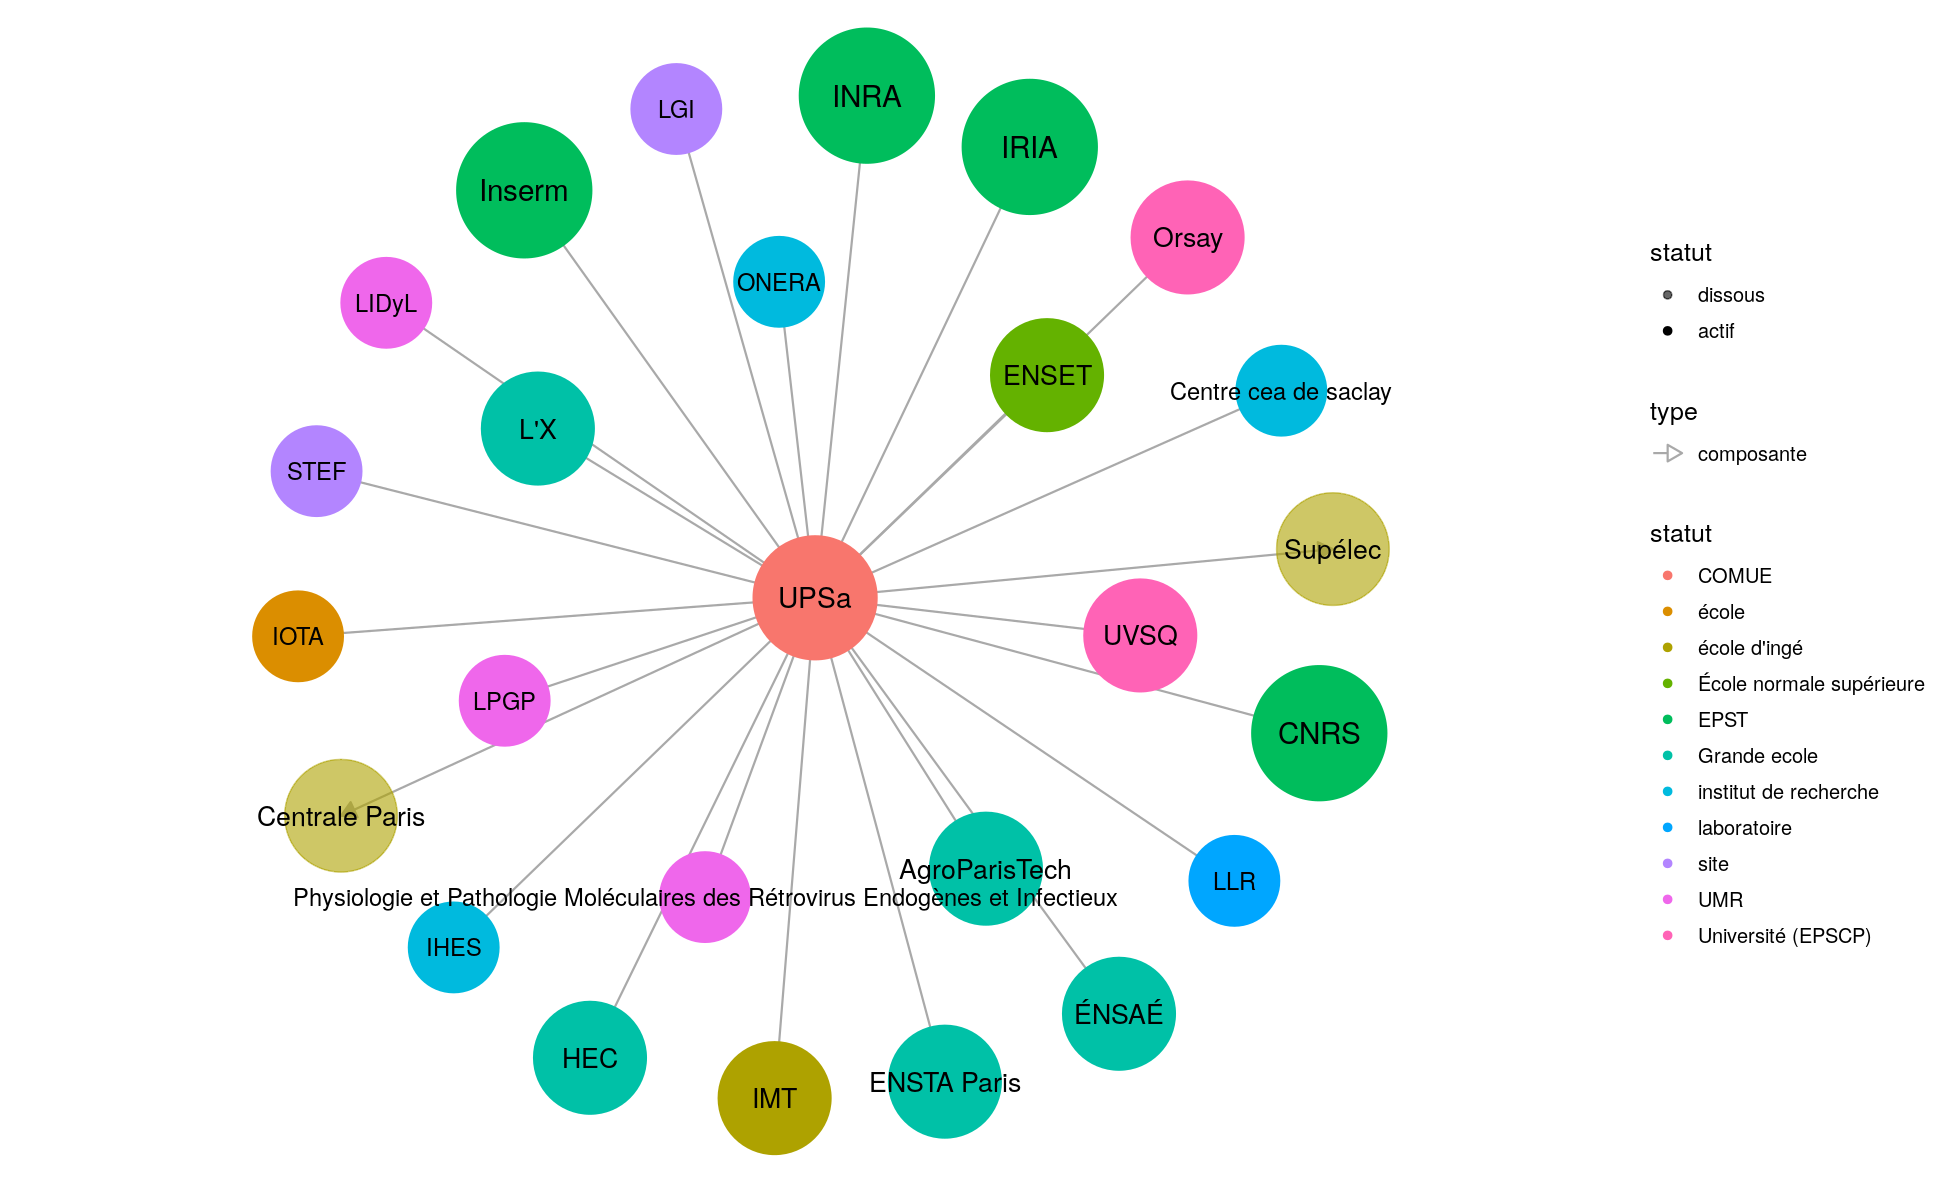 INRA
LGI
IRIA
Inserm
Orsay
ONERA
LIDyL
ENSET
Centre cea de saclay
L'X
STEF
Supélec
UPSa
UVSQ
IOTA
LPGP
CNRS
Centrale Paris
AgroParisTech
LLR
Physiologie et Pathologie Moléculaires des Rétrovirus Endogènes et Infectieux
IHES
ÉNSAÉ
HEC
ENSTA Paris
IMT
statut
dissous
actif
type
composante
statut
COMUE
école
école d'ingé
École normale supérieure
EPST
Grande ecole
institut de recherche
laboratoire
site
UMR
Université (EPSCP)